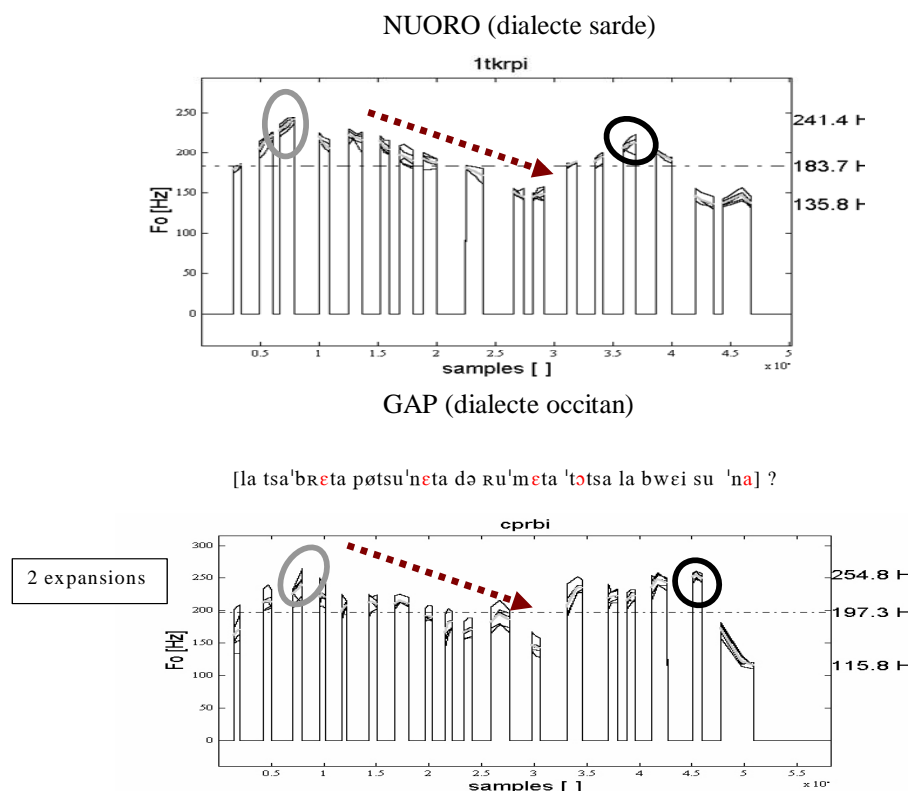 NUORO (dialecte sarde)
1tkrpi
250
200
150
100
50
0
Fo [Hz]
241.4 H
183.7 H
135.8 H
0.5 1 1.5 2 2.5 3 3.5 4 4.5 5
samples [ ]
x 10
GAP (dialecte occitan)
[la tsaˈbʀɛta pøtsuˈnɛta də ʀuˈmɛta ˈtɔtsa la bwɛi su ˈna] ?
cprbi
2 expansions
300
250
200
150
100
50
0
Fo [Hz]
254.8 H
197.3 H
115.8 H
0.5 1 1.5 2 2.5 3 3.5 4 4.5 5 5.5
samples [ ]
x 10